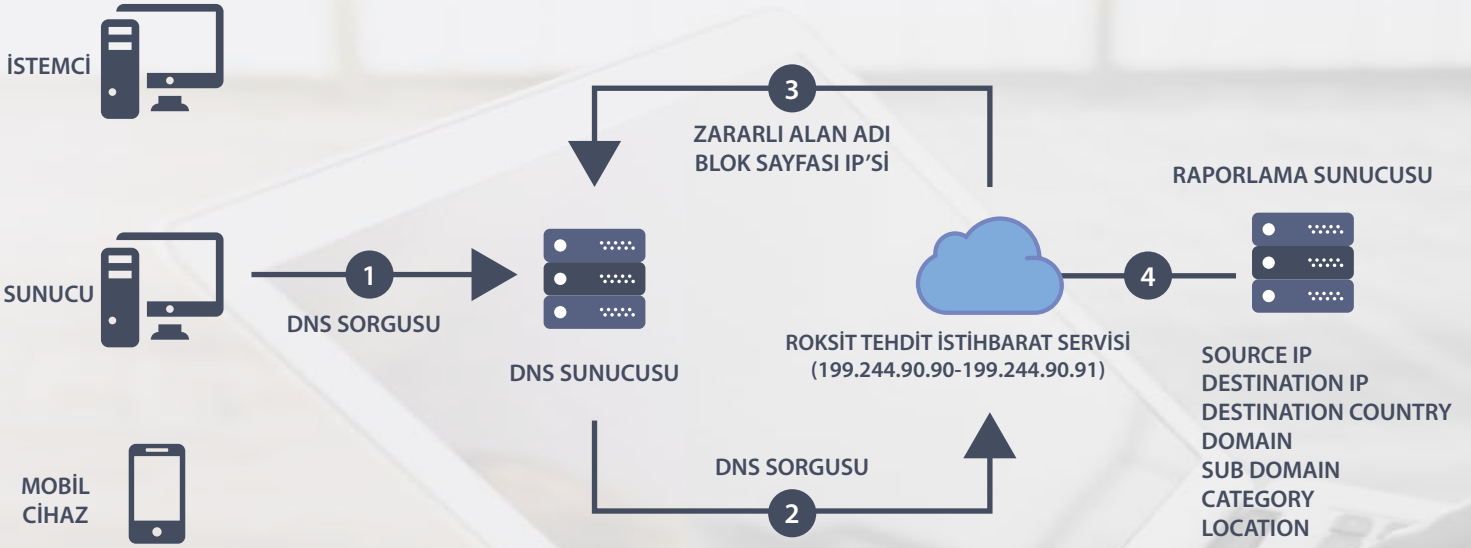 İSTEMCİ
SUNUCU
MOBİL
CİHAZ
1
DNS SORGUSU
DNS SUNUCUSU
3
ZARARLI ALAN ADI
BLOK SAYFASI IP’Sİ
DNS SORGUSU
2
ROKSİT TEHDİT İSTİHBARAT SERVİSİ
(199.244.90.90-199.244.90.91)
4
RAPORLAMA SUNUCUSU
SOURCE IP
DESTINATION IP
DESTINATION COUNTRY
DOMAIN
SUB DOMAIN
CATEGORY
LOCATION